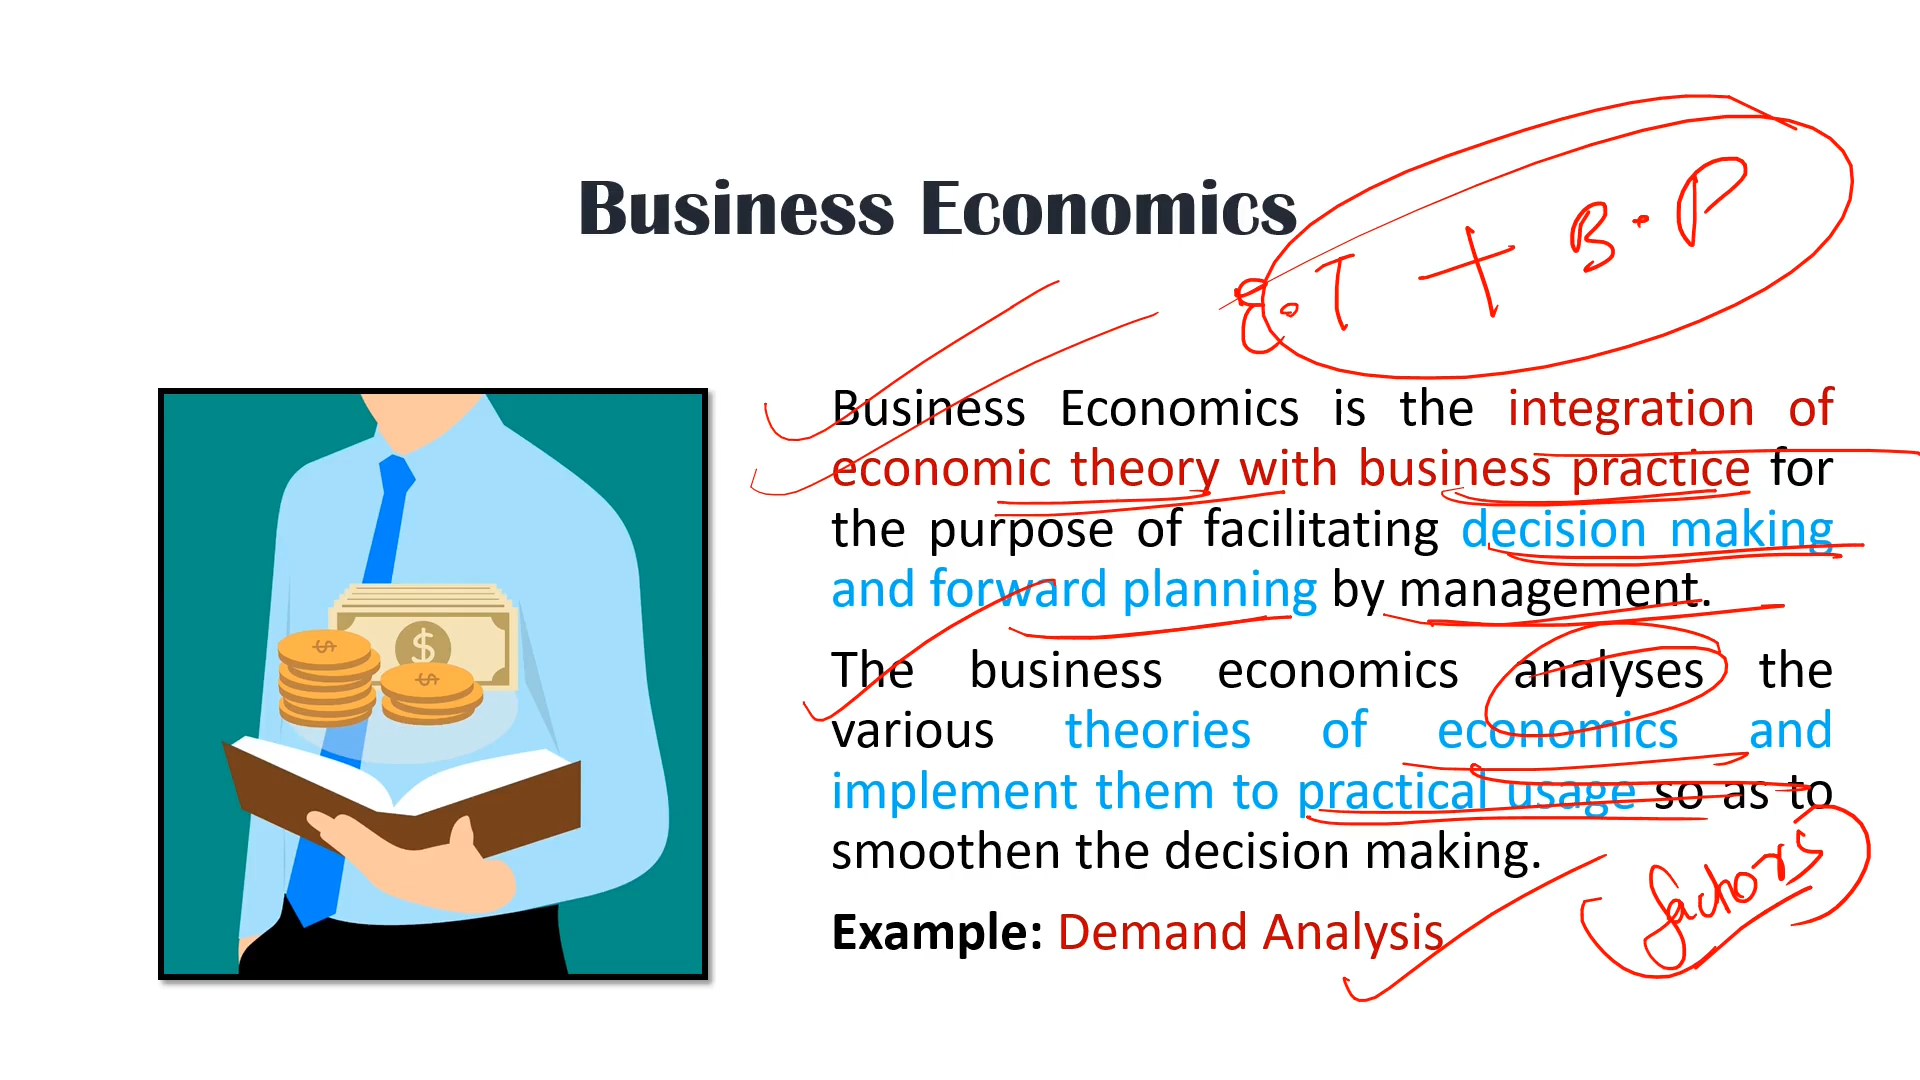 Business Economics
E.T + B.P
Business Economics is the integration of
economic theory with business practice for
the purpose of facilitating decision making
and forward planning by management.
The business economics analyses the
various theories of economics and
implement them to practical usage so as to
smoothen the decision making.
factors
Example: Demand Analysis